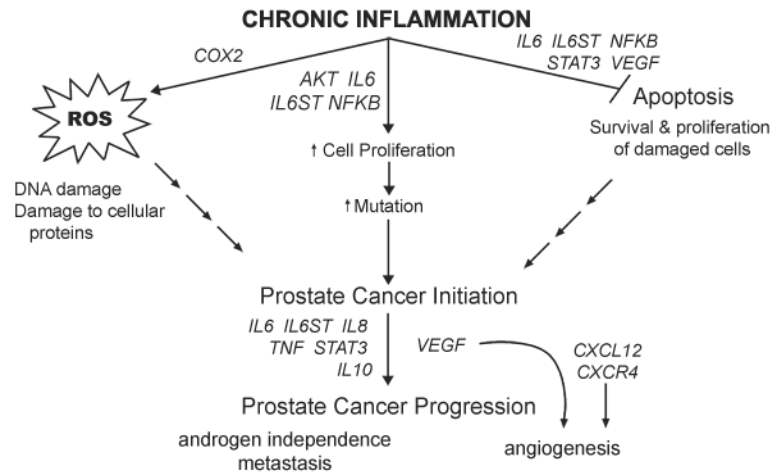 CHRONIC INFLAMMATION
COX2
AKT IL6
IL6ST NFKB
IL6 IL6ST NFKB
STAT3 VEGF
ROS
Apoptosis
Survival & proliferation
of damaged cells
↑ Cell Proliferation
DNA damage
Damage to cellular
proteins
↑ Mutation
Prostate Cancer Initiation
IL6 IL6ST IL8
TNF STAT3
IL10
VEGF
CXCL12
CXCR4
Prostate Cancer Progression
androgen independence
metastasis
angiogenesis